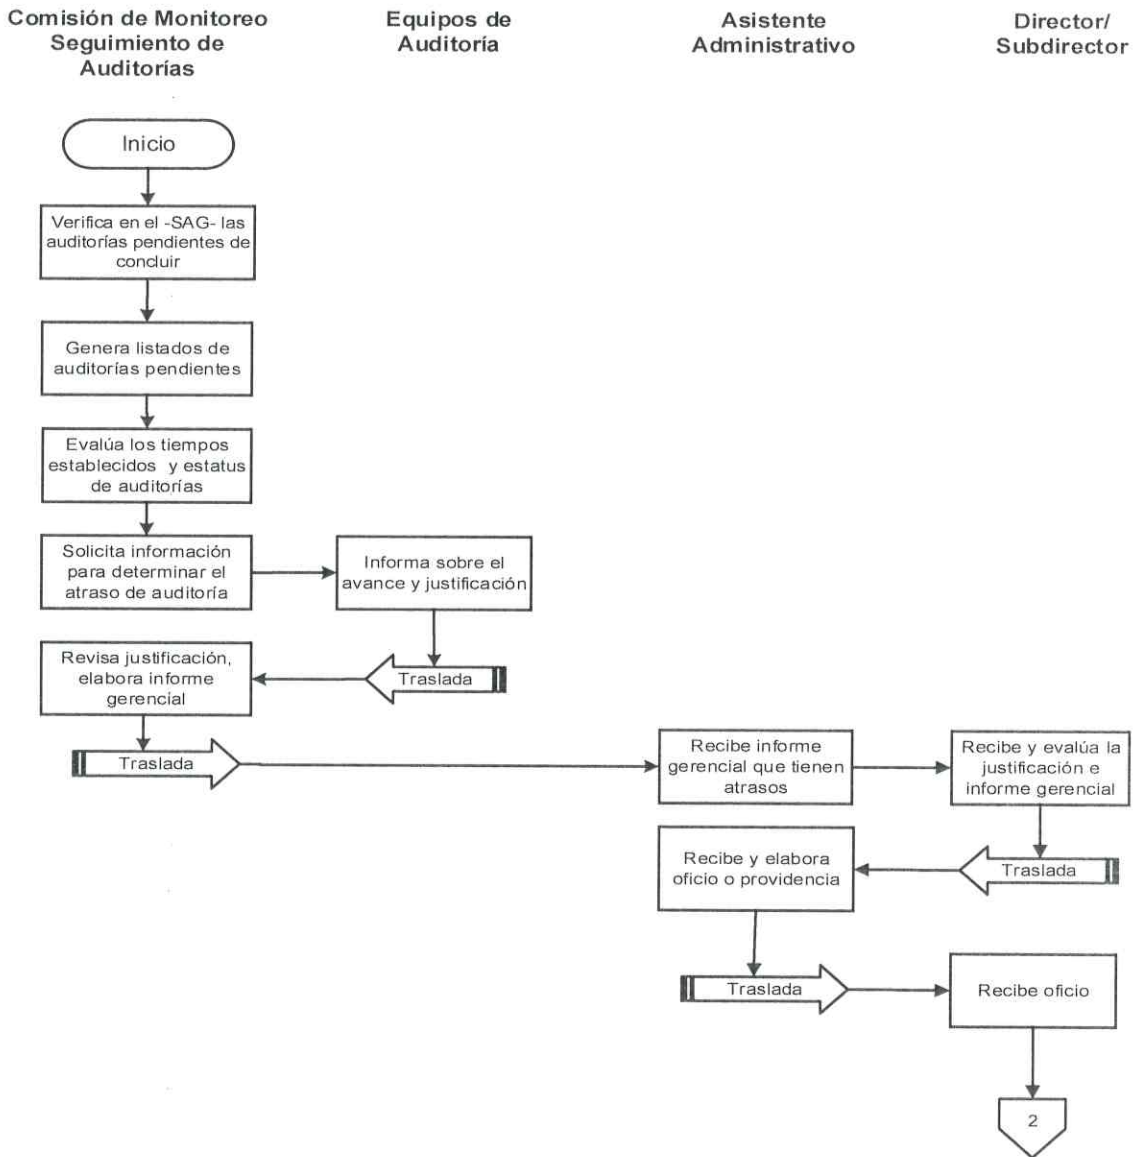 Comisión de Monitoreo
Seguimiento de
Auditorías
Equipos de
Auditoría
Asistente
Administrativo
Director/
Subdirector
Inicio
Verifica en el -SAG- las
auditorías pendientes de
concluir
Genera listados de
auditorías pendientes
Evalúa los tiempos
establecidos y estatus
de auditorías
Solicita información
para determinar el
atraso de auditoría
Informa sobre el
avance y justificación
Revisa justificación,
elabora informe
gerencial
Traslada
Traslada
Recibe informe
gerencial que tienen
atrasos
Recibe y evalúa la
justificación e
informe gerencial
Recibe y elabora
oficio o providencia
Traslada
Traslada
Recibe oficio
2